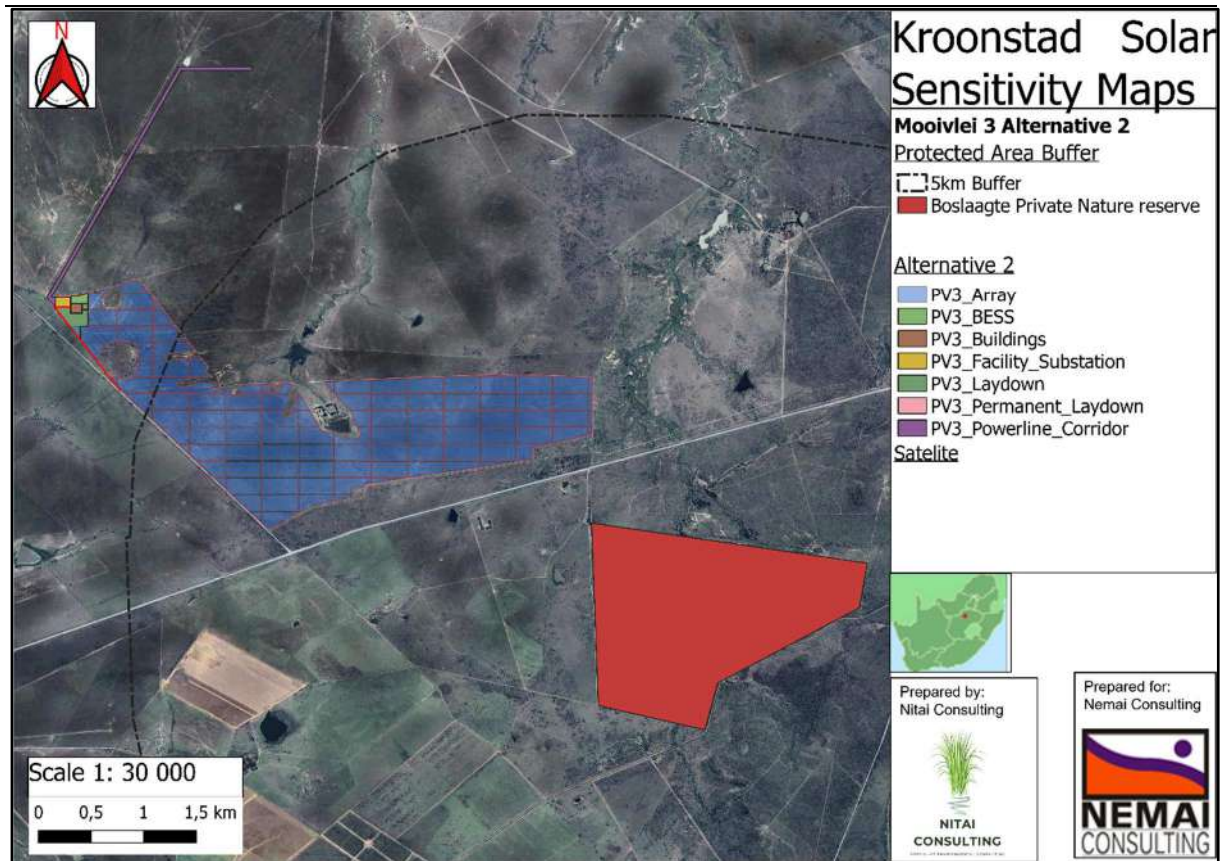 N
Kroonstad Solar
Sensitivity Maps
Mooivlei 3 Alternative 2
Protected Area Buffer
5km Buffer
Boslaagte Private Nature reserve
Alternative 2
PV3_Array
PV3_BESS
PV3_Buildings
PV3_Facility_Substation
PV3_Laydown
PV3_Permanent_Laydown
PV3_Powerline_Corridor
Satelite
Scale 1: 30 000
0 0,5 1 1,5 km
Prepared by:
Nitai Consulting
NITAI
CONSULTING
Prepared for:
Nemai Consulting
NEMAI
CONSULTING